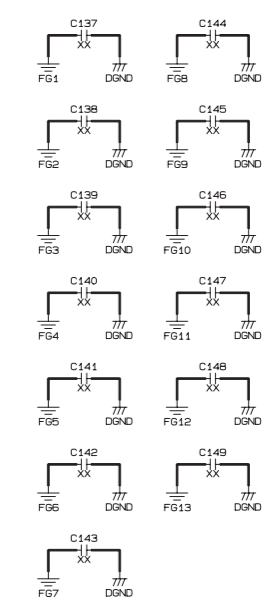 C137 C144
XX XX
FG1 DGND FG8 DGND
C138 C145
XX XX
FG2 DGND FG9 DGND
C139 C146
XX XX
FG3 DGND FG10 DGND
C140 C147
XX XX
FG4 DGND FG11 DGND
C141 C148
XX XX
FG5 DGND FG12 DGND
C142 C149
XX XX
FG6 DGND FG13 DGND
C143
XX
FG7 DGND